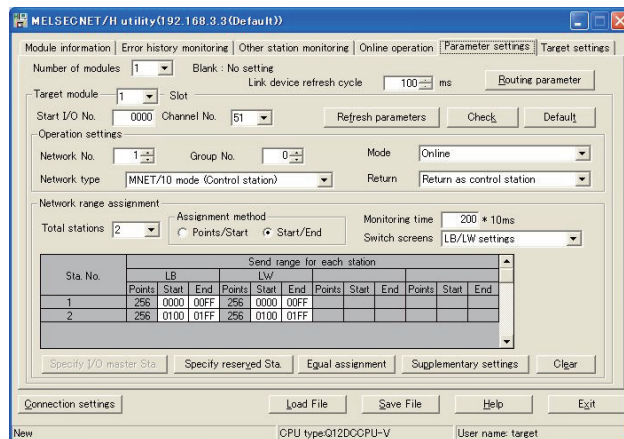 MELSECNET/H utility(192.168.3.3(Default))
Module information Error history monitoring Other station monitoring Online operation Parameter settings Target settings
Number of modules 1 Blank : No setting
Link device refresh cycle 100 ms Routing parameter
Target module 1 Slot
Start I/O No. 0000 Channel No. 51 Refresh parameters Check Default
Operation settings
Network No. 1 Group No. 0 Mode Online
Network type MNET/10 mode (Control station) Return Return as control station
Network range assignment
Total stations 2 Assignment method Points/Start Start/End Monitoring time 200 * 10ms
Switch screens LB/LW settings
Sta. No. Send range for each station
LB LW
Points Start End Points Start End Points Start End Points Start End
1 256 0000 00FF 256 0000 00FF
2 256 0100 01FF 256 0100 01FF
Specify I/O master Sta. Specify reserved Sta. Equal assignment Supplementary settings Clear
Connection settings Load File Save File Help Exit
New CPU type:Q12DCCPU-V User name: target